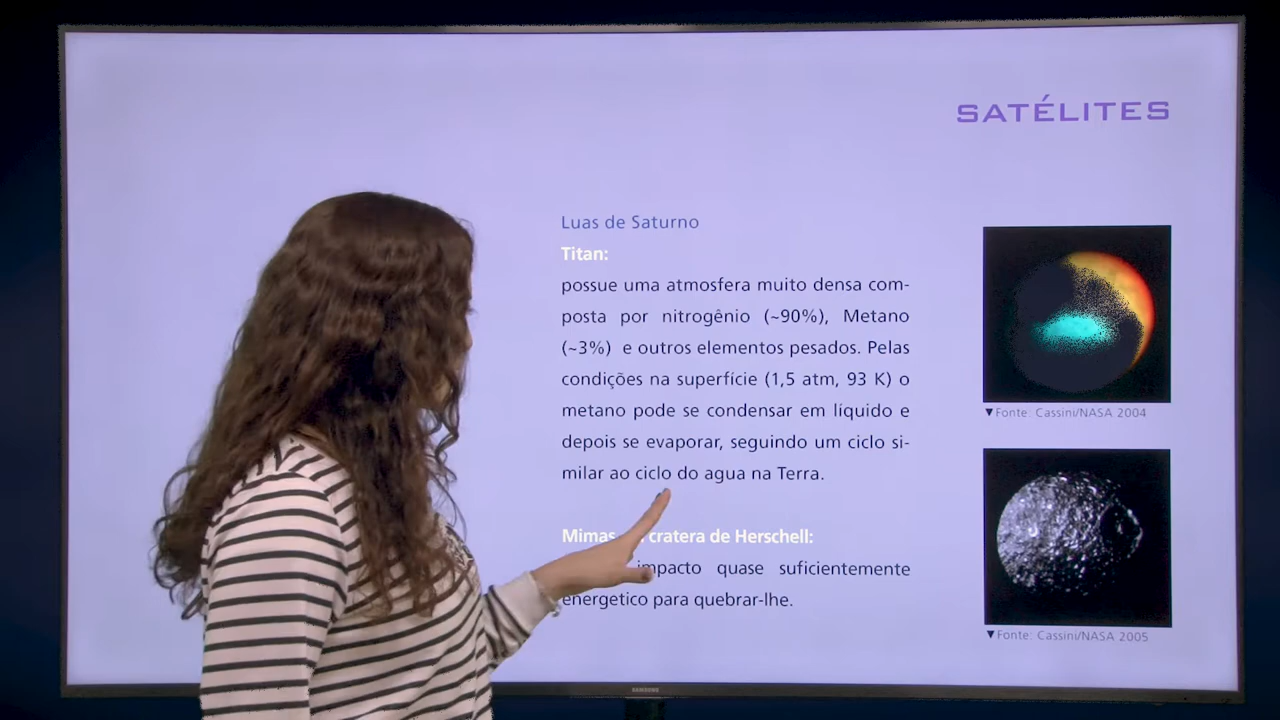 SATÉLITES
Luas de Saturno
Titan:
possue uma atmosfera muito densa com-
posta por nitrogênio (~90%), Metano
(~3%) e outros elementos pesados. Pelas
condições na superfície (1,5 atm, 93 K) o
metano pode se condensar em líquido e
depois se evaporar, seguindo um ciclo si-
milar ao ciclo do agua na Terra.
Mimas cratera de Herschell:
impacto quase suficientemente
energetico para quebrar-lhe.
▼Fonte: Cassini/NASA 2004
▼Fonte: Cassini/NASA 2005
SAMSUNG